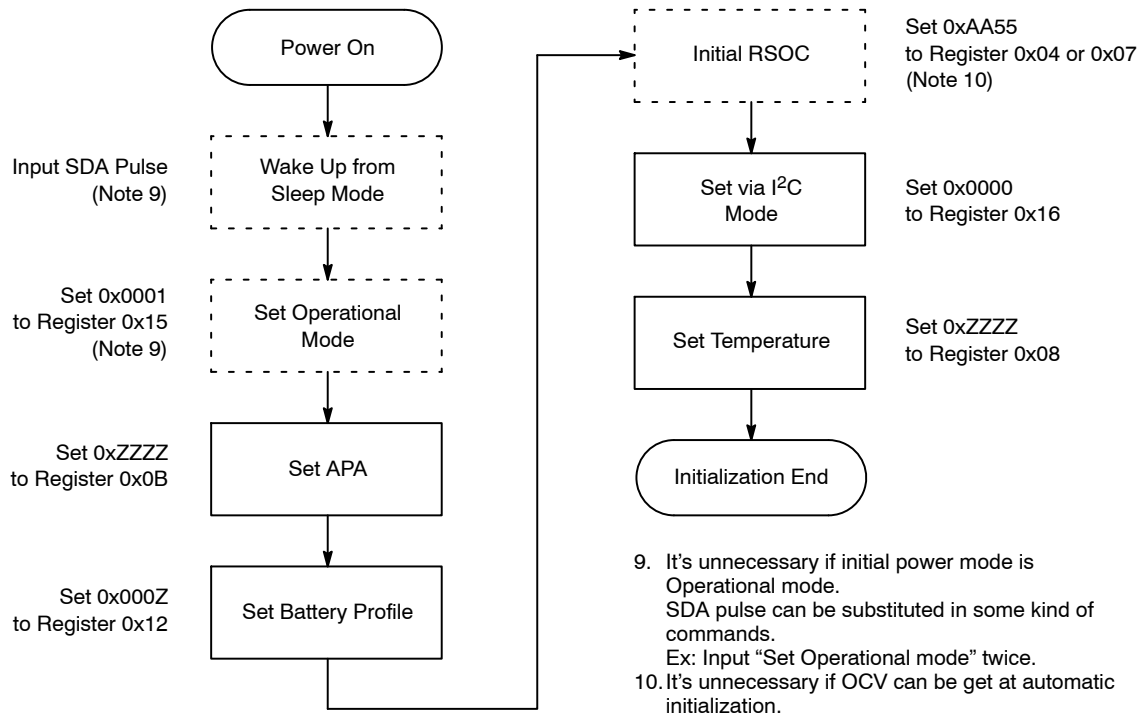 Power On
Input SDA Pulse
(Note 9)
Wake Up from
Sleep Mode
Set 0x0001
to Register 0x15
(Note 9)
Set Operational
Mode
Set 0xZZZZ
to Register 0x0B
Set APA
Set 0x000Z
to Register 0x12
Set Battery Profile
Initial RSOC
Set 0xAA55
to Register 0x04 or 0x07
(Note 10)
Set via I²C
Mode
Set 0x0000
to Register 0x16
Set Temperature
Set 0xZZZZ
to Register 0x08
Initialization End
9. It's unnecessary if initial power mode is
Operational mode.
SDA pulse can be substituted in some kind of
commands.
Ex: Input “Set Operational mode” twice.
10. It's unnecessary if OCV can be get at automatic
initialization.